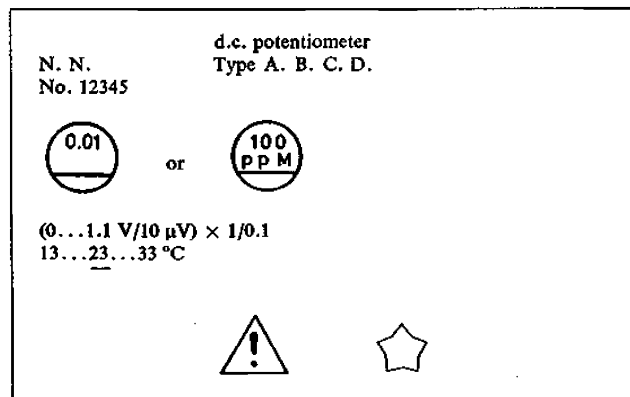 d.c. potentiometer
N. N. Type A. B. C. D.
No. 12345
0.01 or 100
ppM
(0...1.1 V/10 μV) × 1/0.1
13...23...33 °C
!